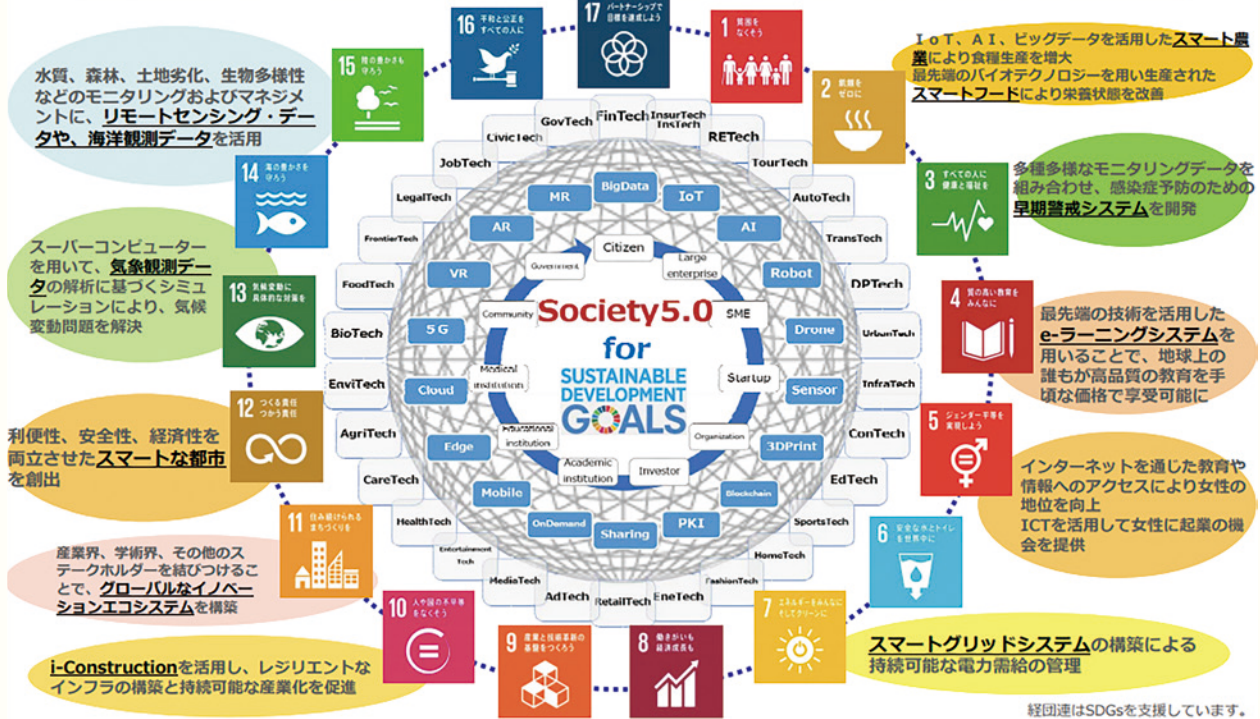 16 平和と公正を
すべての人に
17 パートナーシップで
目標を達成しよう
1 貧困を
なくそう
15 陸の豊かさも
守ろう
2 飢餓を
ゼロに
14 海の豊かさを
守ろう
3 すべての人に
健康と福祉を
13 気候変動に
具体的な対策を
4 質の高い教育を
みんなに
12 つくる責任
つかう責任
5 ジェンダー平等を
実現しよう
11 住み続けられる
まちづくりを
6 安全な水とトイレ
を世界中に
10 人や国の不平等
をなくそう
9 産業と技術革新の
基盤をつくろう
8 働きがいも
経済成長も
7 エネルギーをみんなに
そしてクリーンに
水質、森林、土地劣化、生物多様性
などのモニタリングおよびマネジメ
ントに、リモートセンシング・デー
タや、海洋観測データを活用
スーパーコンピューター
を用いて、気象観測デー
タの解析に基づくシミュ
レーションにより、気候
変動問題を解決
利便性、安全性、経済性を
両立させたスマートな都市
を創出
産業界、学術界、その他のス
テークホルダーを結びつけるこ
とで、グローバルなイノベー
ションエコシステムを構築
i-Constructionを活用し、レジリエントな
インフラの構築と持続可能な産業化を促進
ＩｏＴ、ＡＩ、ビッグデータを活用したスマート農
業により食糧生産を増大
最先端のバイオテクノロジーを用い生産された
スマートフードにより栄養状態を改善
多種多様なモニタリングデータを
組み合わせ、感染症予防のための
早期警戒システムを開発
最先端の技術を活用した
e-ラーニングシステムを
用いることで、地球上の
誰もが高品質の教育を手
頃な価格で享受可能に
インターネットを通じた教育や
情報へのアクセスにより女性の
地位を向上
ICTを活用して女性に起業の機
会を提供
スマートグリッドシステムの構築による
持続可能な電力需給の管理
FinTech
InsurTech
InsTech
RETech
TourTech
AutoTech
TransTech
DPTech
UrbanTech
InfraTech
ConTech
EdTech
SportsTech
HomeTech
FashionTech
EneTech
RetailTech
AdTech
MediaTech
Entertainment
Tech
HealthTech
CareTech
AgriTech
EnviTech
BioTech
FoodTech
FrontierTech
LegalTech
JobTech
CivicTech
GovTech
BigData
IoT
AI
Robot
Drone
Sensor
3DPrint
Blockchain
PKI
Sharing
OnDemand
Mobile
Edge
Cloud
5G
VR
AR
MR
Citizen
Large
enterprise
SME
Startup
Organization
Investor
Academic
institution
Educational
institution
Medical
institution
Community
Government
Society5.0
for
SUSTAINABLE
DEVELOPMENT
GOALS
経団連はSDGsを支援しています。